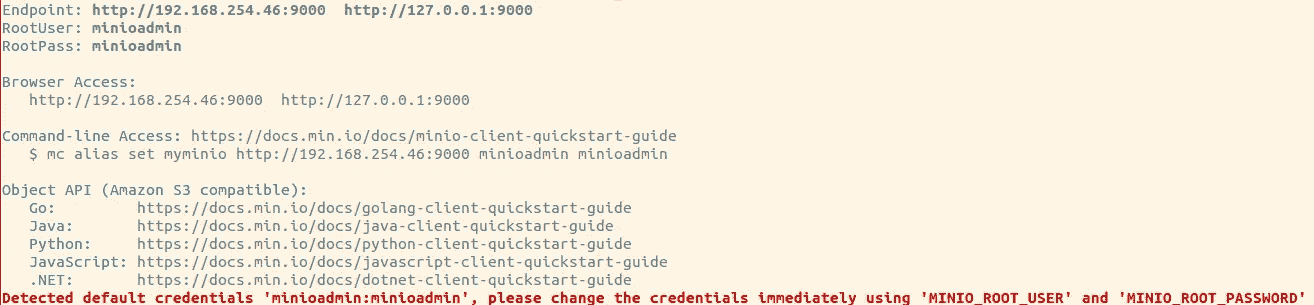 Endpoint: http://192.168.254.46:9000  http://127.0.0.1:9000
RootUser: minioadmin
RootPass: minioadmin
Browser Access:
   http://192.168.254.46:9000  http://127.0.0.1:9000
Command-line Access: https://docs.min.io/docs/minio-client-quickstart-guide
   $ mc alias set myminio http://192.168.254.46:9000 minioadmin minioadmin
Object API (Amazon S3 compatible):
   Go:         https://docs.min.io/docs/golang-client-quickstart-guide
   Java:       https://docs.min.io/docs/java-client-quickstart-guide
   Python:     https://docs.min.io/docs/python-client-quickstart-guide
   JavaScript: https://docs.min.io/docs/javascript-client-quickstart-guide
   .NET:       https://docs.min.io/docs/dotnet-client-quickstart-guide
Detected default credentials 'minioadmin:minioadmin', please change the credentials immediately using 'MINIO_ROOT_USER' and 'MINIO_ROOT_PASSWORD'